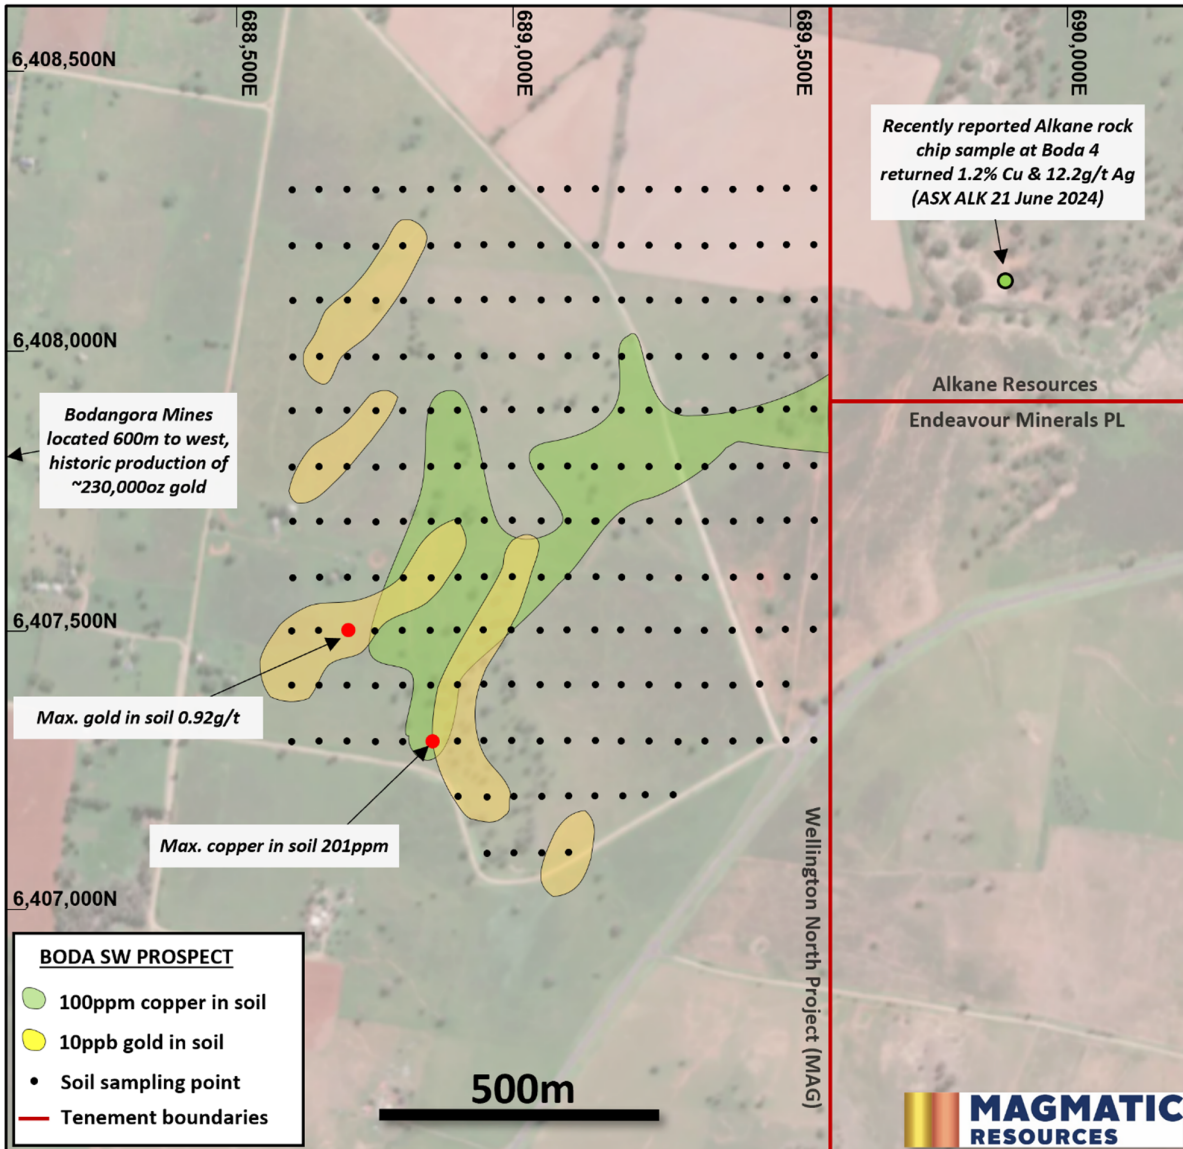 688,500E
689,000E
689,500E
690,000E
6,408,500N
Recently reported Alkane rock
chip sample at Boda 4
returned 1.2% Cu & 12.2g/t Ag
(ASX ALK 21 June 2024)
6,408,000N
Alkane Resources
Endeavour Minerals PL
Bodangora Mines
located 600m to west,
historic production of
~230,000oz gold
6,407,500N
Max. gold in soil 0.92g/t
Max. copper in soil 201ppm
Wellington North Project (MAG)
6,407,000N
BODA SW PROSPECT
100ppm copper in soil
10ppb gold in soil
Soil sampling point
Tenement boundaries
500m
MAGMATIC
RESOURCES